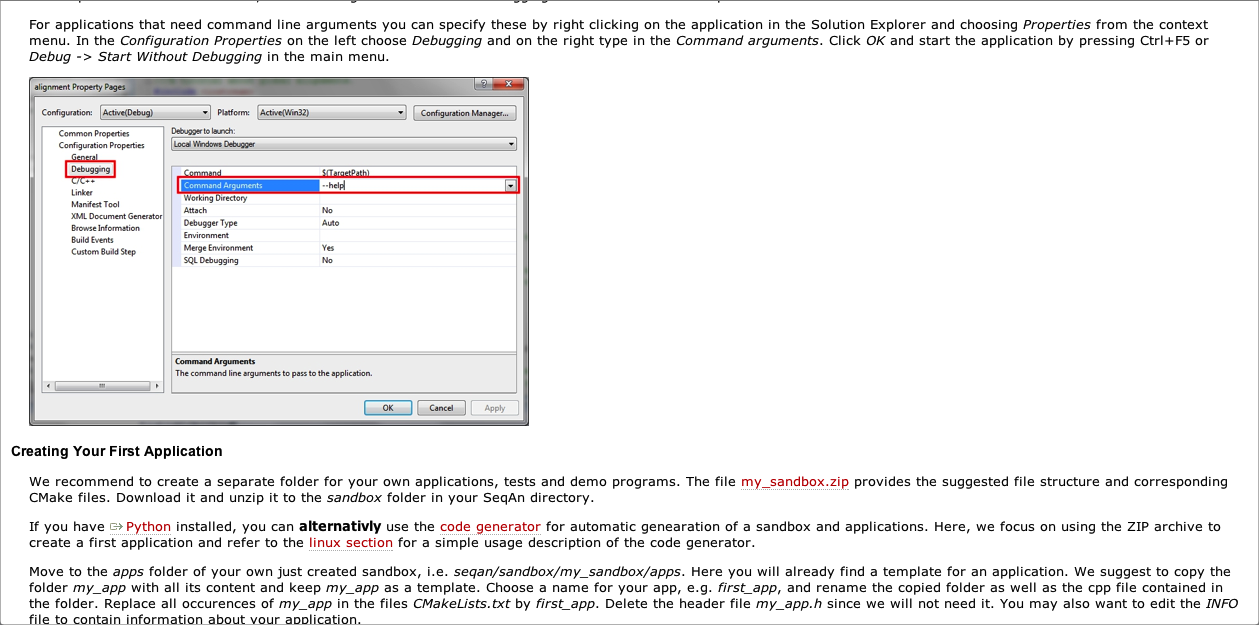 For applications that need command line arguments you can specify these by right clicking on the application in the Solution Explorer and choosing Properties from the context
menu. In the Configuration Properties on the left choose Debugging and on the right type in the Command arguments. Click OK and start the application by pressing Ctrl+F5 or
Debug -> Start Without Debugging in the main menu.
alignment Property Pages
Configuration: Active(Debug) Platform: Active(Win32) Configuration Manager...
Common Properties
Configuration Properties
General
Debugging
C/C++
Linker
Manifest Tool
XML Document Generator
Browse Information
Build Events
Custom Build Step
Debugger to launch:
Local Windows Debugger
Command $(TargetPath)
Command Arguments --help
Working Directory
Attach No
Debugger Type Auto
Environment
Merge Environment Yes
SQL Debugging No
Command Arguments
The command line arguments to pass to the application.
OK Cancel Apply
Creating Your First Application
We recommend to create a separate folder for your own applications, tests and demo programs. The file my_sandbox.zip provides the suggested file structure and corresponding
CMake files. Download it and unzip it to the sandbox folder in your SeqAn directory.
If you have Python installed, you can alternativly use the code generator for automatic genearation of a sandbox and applications. Here, we focus on using the ZIP archive to
create a first application and refer to the linux section for a simple usage description of the code generator.
Move to the apps folder of your own just created sandbox, i.e. seqan/sandbox/my_sandbox/apps. Here you will already find a template for an application. We suggest to copy the
folder my_app with all its content and keep my_app as a template. Choose a name for your app, e.g. first_app, and rename the copied folder as well as the cpp file contained in
the folder. Replace all occurences of my_app in the files CMakeLists.txt by first_app. Delete the header file my_app.h since we will not need it. You may also want to edit the INFO
file to contain information about your application.